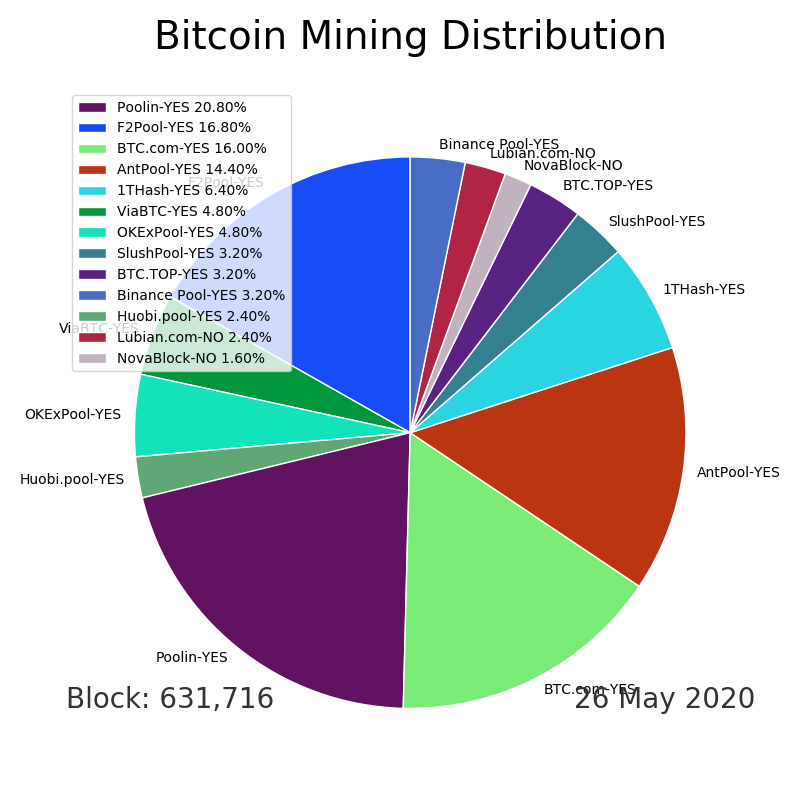 Bitcoin Mining Distribution
Poolin-YES 20.80%
F2Pool-YES 16.80%
BTC.com-YES 16.00%
AntPool-YES 14.40%
1THash-YES 6.40%
ViaBTC-YES 4.80%
OKExPool-YES 4.80%
SlushPool-YES 3.20%
BTC.TOP-YES 3.20%
Binance Pool-YES 3.20%
Huobi.pool-YES 2.40%
Lubian.com-NO 2.40%
NovaBlock-NO 1.60%
Binance Pool-YES
Lubian.com-NO
NovaBlock-NO
BTC.TOP-YES
SlushPool-YES
1THash-YES
AntPool-YES
BTC.com-YES
Poolin-YES
Huobi.pool-YES
OKExPool-YES
ViaBTC-YES
F2Pool-YES
Block: 631,716
26 May 2020